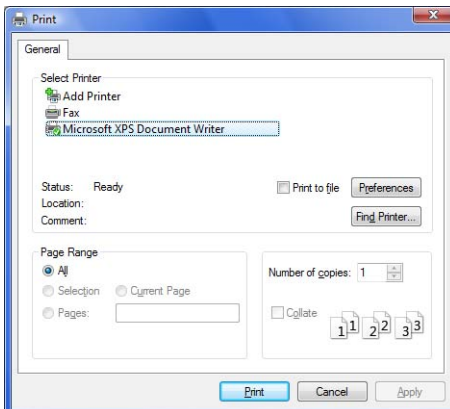 Print
General
Select Printer
Add Printer
Fax
Microsoft XPS Document Writer
Status: Ready
Print to file
Preferences
Location:
Comment:
Find Printer...
Page Range
All
Selection
Current Page
Pages:
Number of copies: 1
Collate
1 1 2 2 3 3
Print
Cancel
Apply